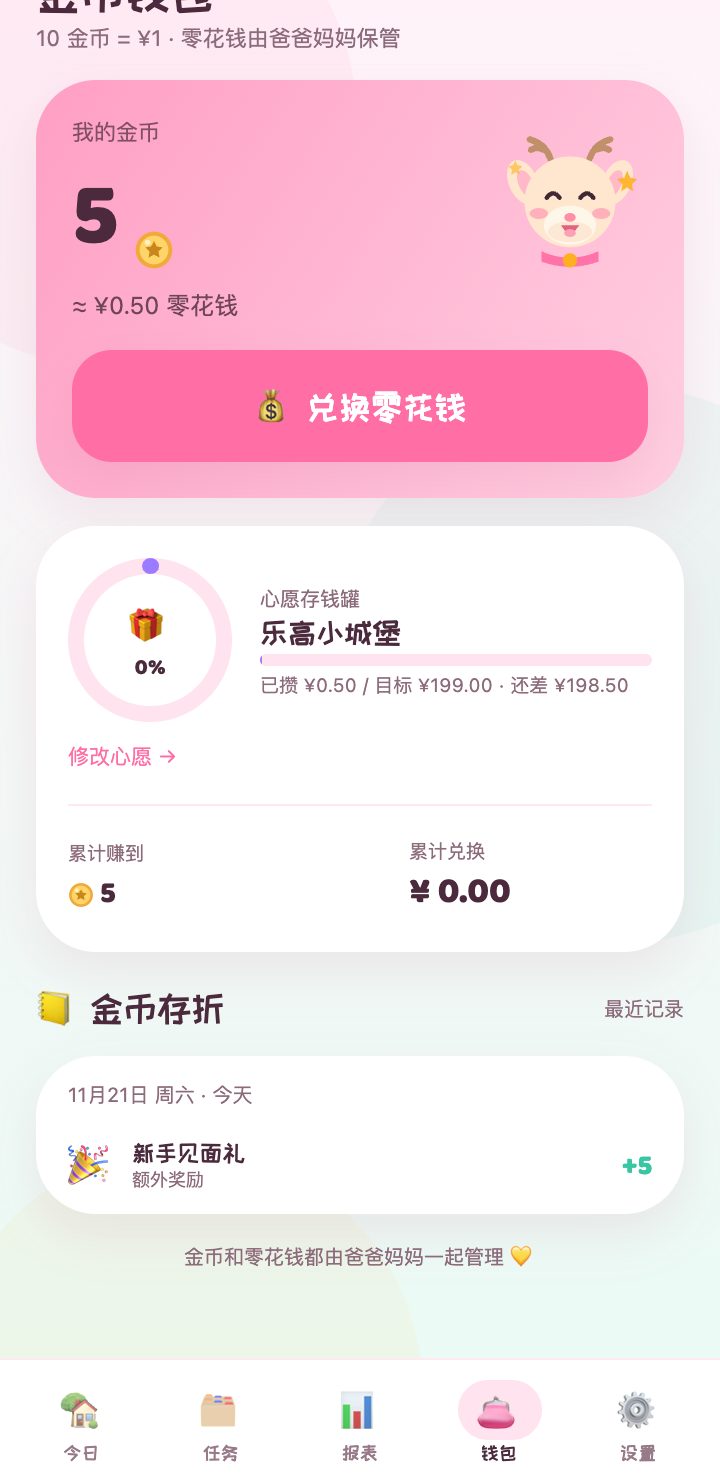 金币钱包
10 金币 = ¥1 · 零花钱由爸爸妈妈保管
我的金币
5
≈ ¥0.50 零花钱
兑换零花钱
0%
心愿存钱罐
乐高小城堡
已攒 ¥0.50 / 目标 ¥199.00 · 还差 ¥198.50
修改心愿 →
累计赚到
5
累计兑换
¥ 0.00
金币存折
最近记录
11月21日 周六 · 今天
新手见面礼
额外奖励
+5
金币和零花钱都由爸爸妈妈一起管理 💛
今日
任务
报表
钱包
设置